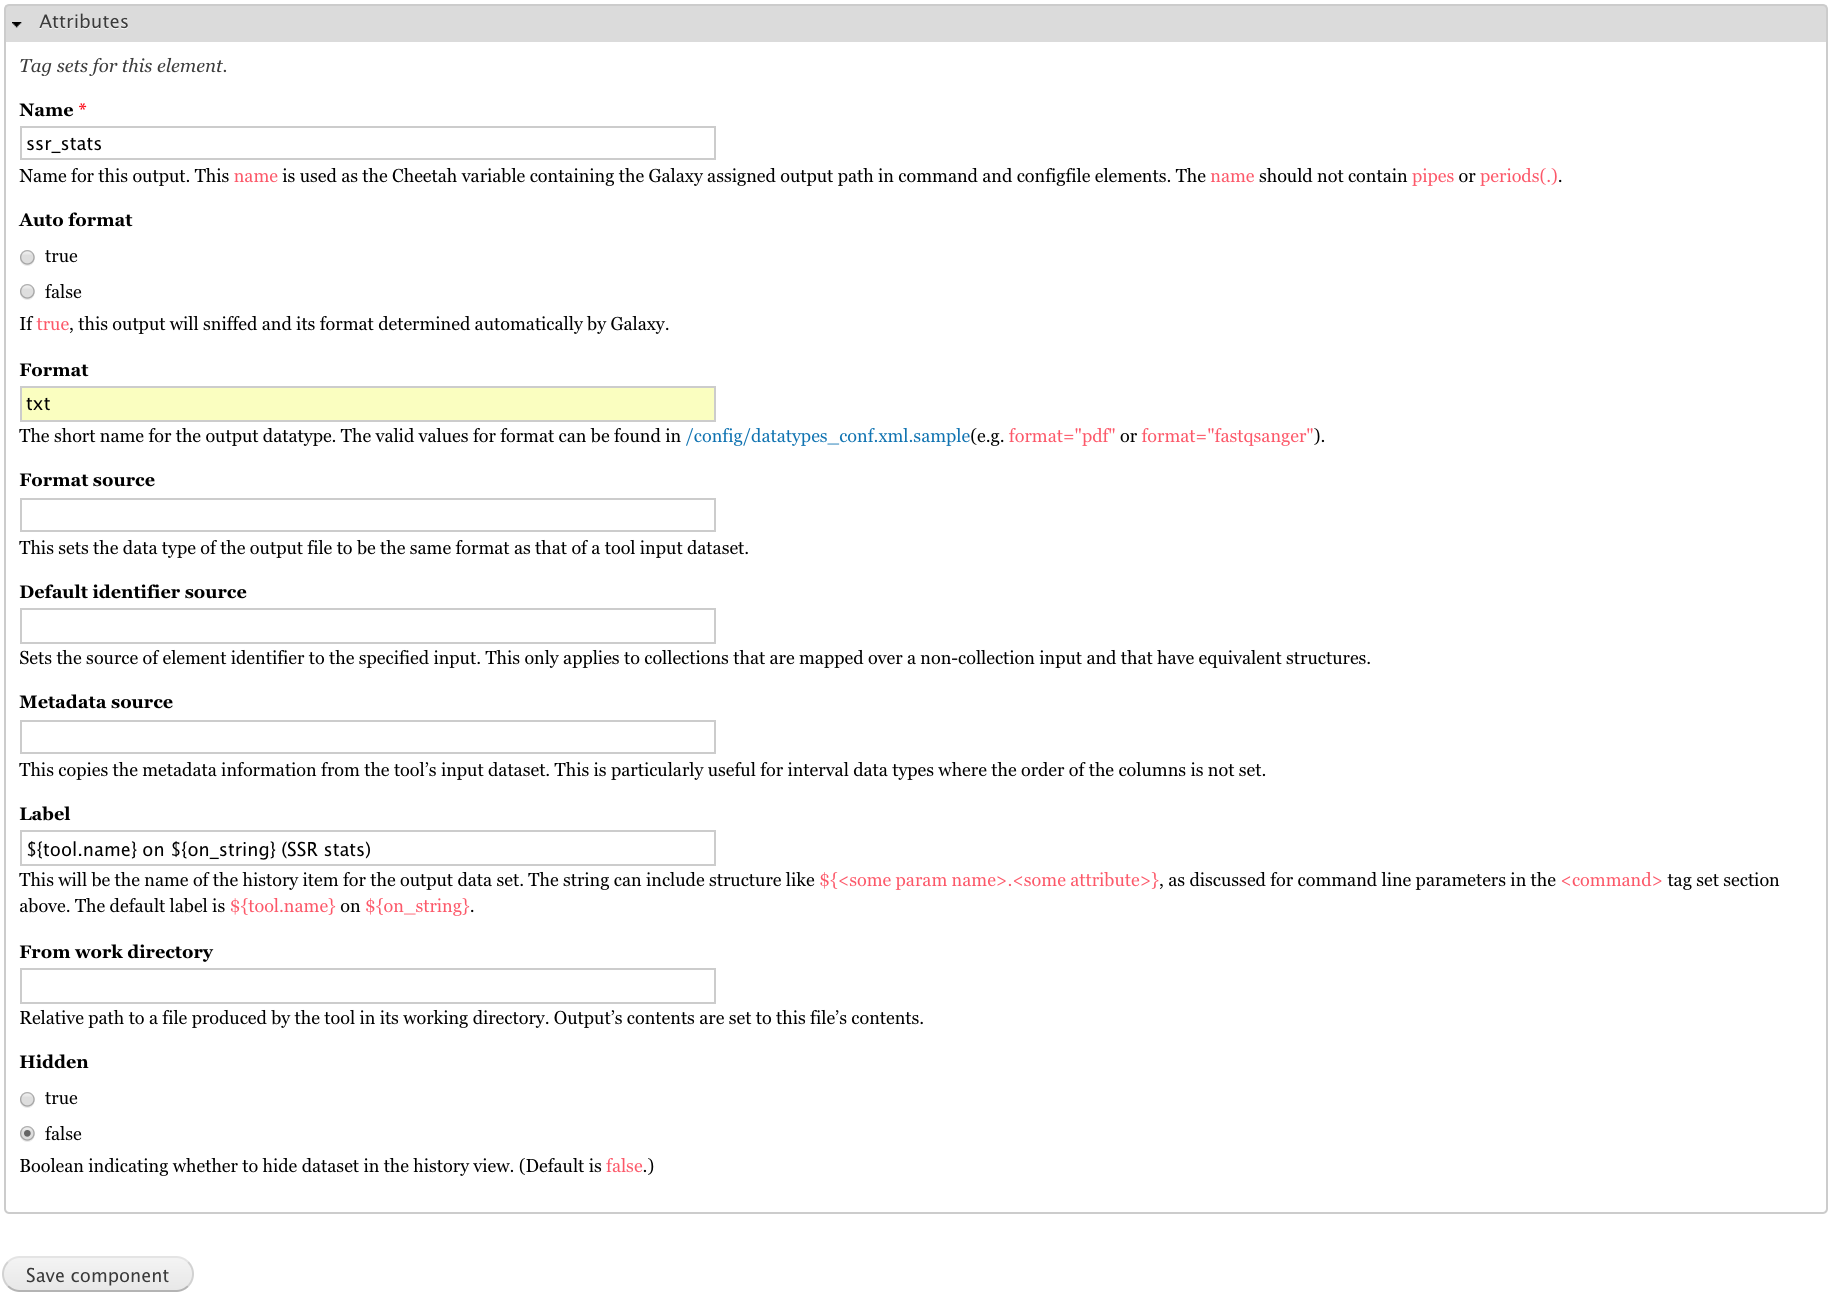 Attributes
Tag sets for this element.
Name *
ssr_stats
Name for this output. This name is used as the Cheetah variable containing the Galaxy assigned output path in command and configfile elements. The name should not contain pipes or periods(.).
Auto format
true
false
If true, this output will sniffed and its format determined automatically by Galaxy.
Format
txt
The short name for the output datatype. The valid values for format can be found in /config/datatypes_conf.xml.sample(e.g. format="pdf" or format="fastqsanger").
Format source
This sets the data type of the output file to be the same format as that of a tool input dataset.
Default identifier source
Sets the source of element identifier to the specified input. This only applies to collections that are mapped over a non-collection input and that have equivalent structures.
Metadata source
This copies the metadata information from the tool’s input dataset. This is particularly useful for interval data types where the order of the columns is not set.
Label
${tool.name} on ${on_string} (SSR stats)
This will be the name of the history item for the output data set. The string can include structure like ${<some param name>.<some attribute>}, as discussed for command line parameters in the <command> tag set section
above. The default label is ${tool.name} on ${on_string}.
From work directory
Relative path to a file produced by the tool in its working directory. Output’s contents are set to this file’s contents.
Hidden
true
false
Boolean indicating whether to hide dataset in the history view. (Default is false.)
Save component